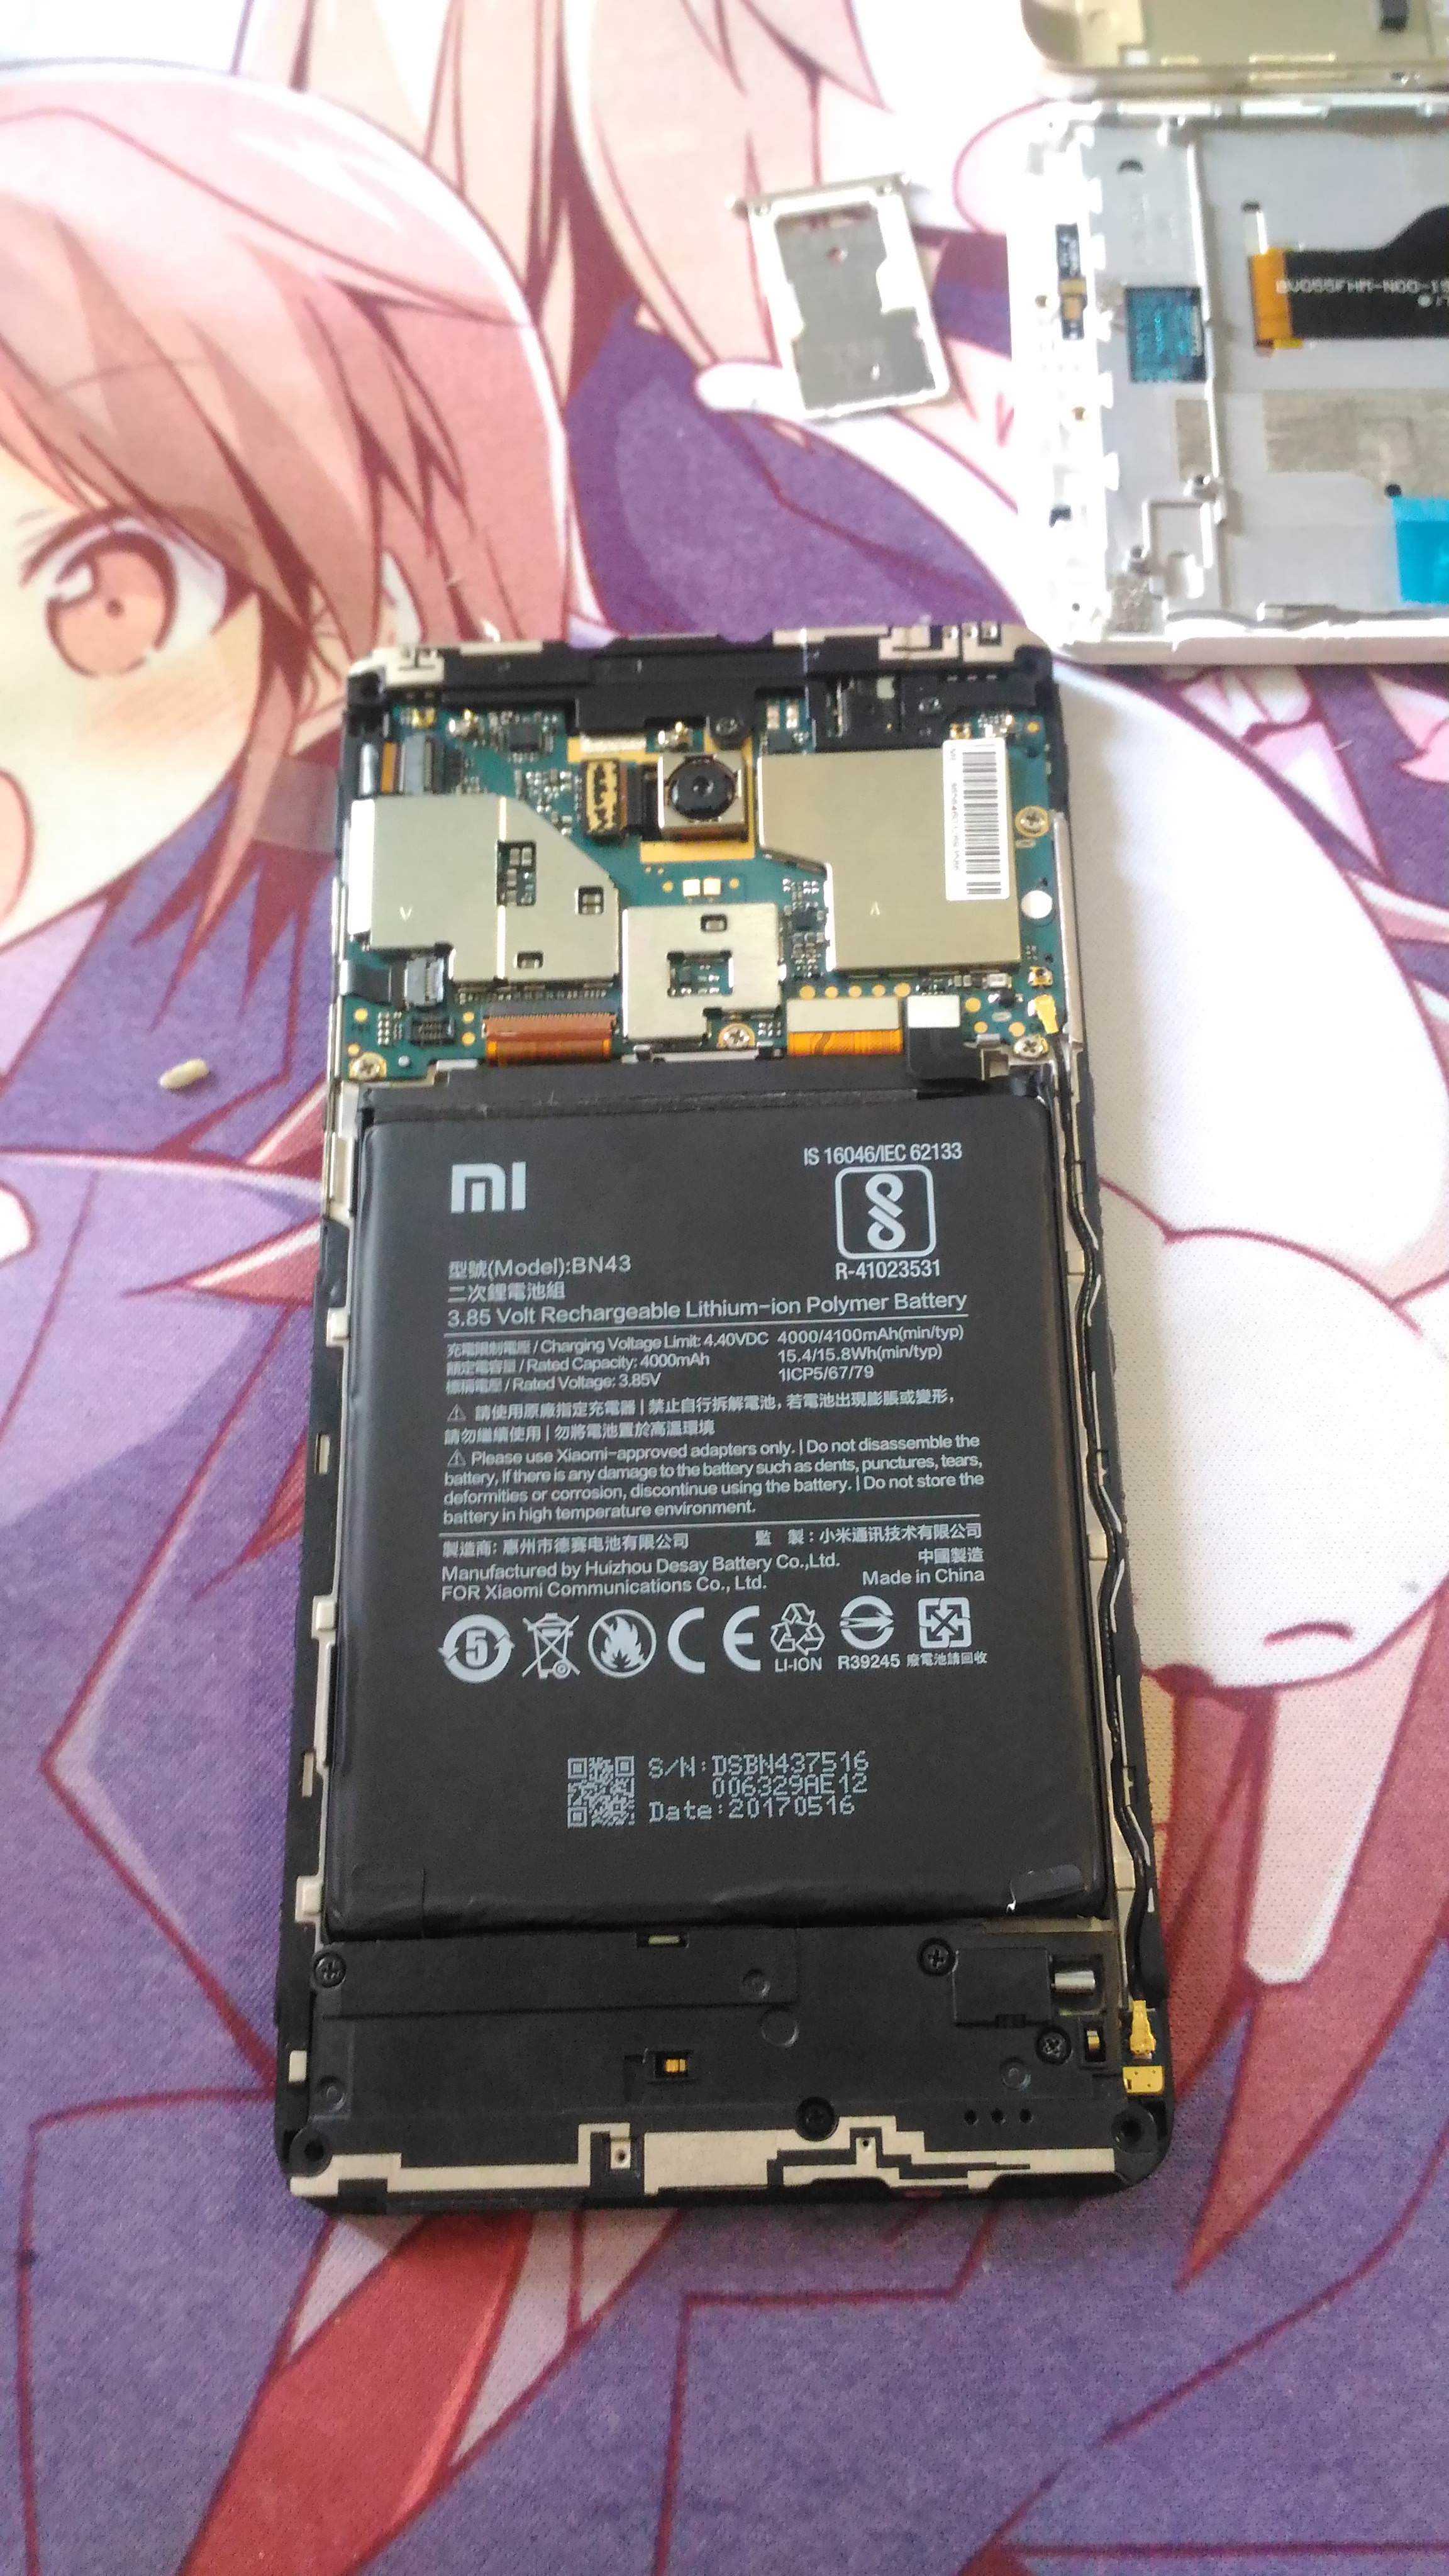 BV055FHM-N00-19
V
A
mi
IS 16046/IEC 62133
R-41023531
型號(Model):BN43
二次鋰電池組
3.85 Volt Rechargeable Lithium-ion Polymer Battery
充電限制電壓 / Charging Voltage Limit: 4.40VDC 4000/4100mAh(min/typ)
額定電容量 / Rated Capacity: 4000mAh 15.4/15.8Wh(min/typ)
標稱電壓 / Rated Voltage: 3.85V 1ICP5/67/79
請使用原廠指定充電器 | 禁止自行拆解電池，若電池出現膨脹或變形，
請勿繼續使用 | 勿將電池置於高溫環境
Please use Xiaomi-approved adapters only. | Do not disassemble the
battery, If there is any damage to the battery such as dents, punctures, tears,
deformities or corrosion, discontinue using the battery. | Do not store the
battery in high temperature environment.
製造商: 惠州市德赛电池有限公司 監 製：小米通讯技术有限公司
Manufactured by Huizhou Desay Battery Co.,Ltd. 中國製造
FOR Xiaomi Communications Co., Ltd. Made in China
5 CE LI-ION R39245 廢電池請回收
S/N:DSBN437516
006329AE12
Date:20170516